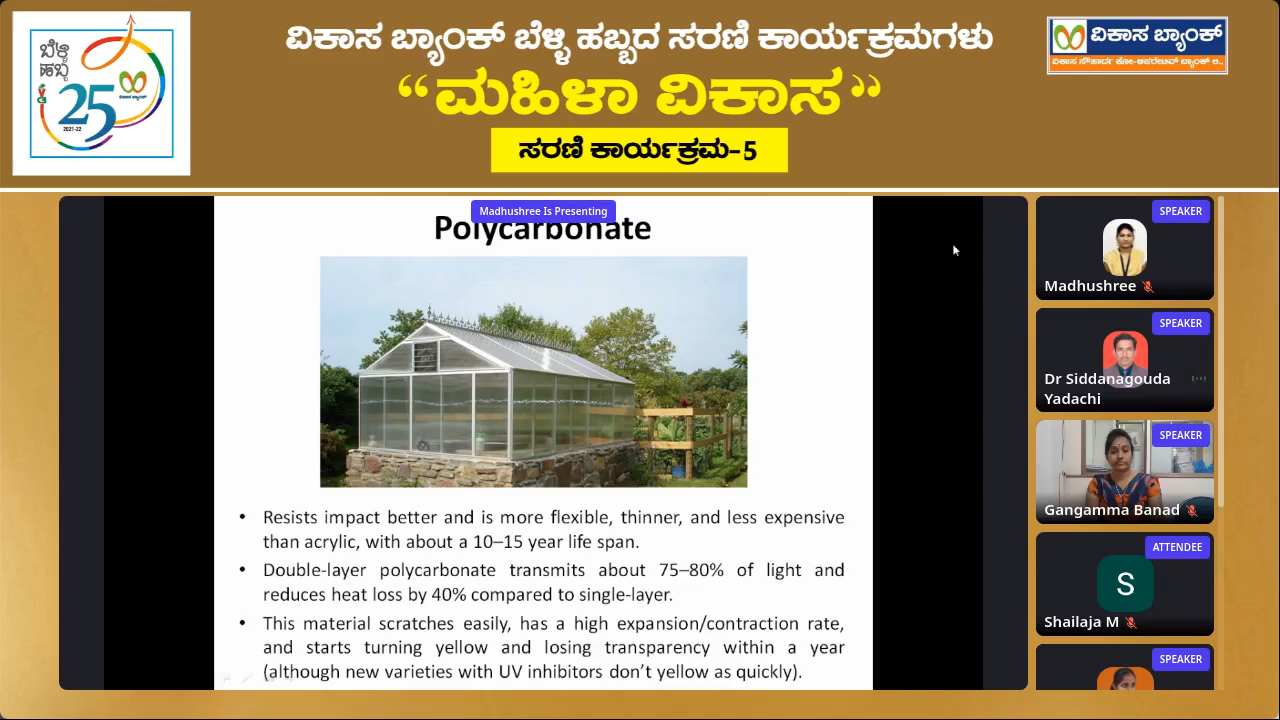 ವಿಕಾಸ ಬ್ಯಾಂಕ್ ಬೆಳ್ಳಿ ಹಬ್ಬದ ಸರಣಿ ಕಾರ್ಯಕ್ರಮಗಳು
“ಮಹಿಳಾ ವಿಕಾಸ”
ಸರಣಿ ಕಾರ್ಯಕ್ರಮ-5
ಬೆಳ್ಳಿ
ಹಬ್ಬ
25
2021-22
ವಿಕಾಸ ಬ್ಯಾಂಕ್
ವಿಕಾಸ ಸೌಹಾರ್ದ ಕೋ-ಆಪರೇಟಿವ್ ಬ್ಯಾಂಕ್ ಲಿ.,
Madhushree Is Presenting
Polycarbonate
• Resists impact better and is more flexible, thinner, and less expensive
than acrylic, with about a 10–15 year life span.
• Double-layer polycarbonate transmits about 75–80% of light and
reduces heat loss by 40% compared to single-layer.
• This material scratches easily, has a high expansion/contraction rate,
and starts turning yellow and losing transparency within a year
(although new varieties with UV inhibitors don’t yellow as quickly).
SPEAKER
Madhushree
SPEAKER
Dr Siddanagouda
Yadachi
SPEAKER
Gangamma Banad
ATTENDEE
S
Shailaja M
SPEAKER